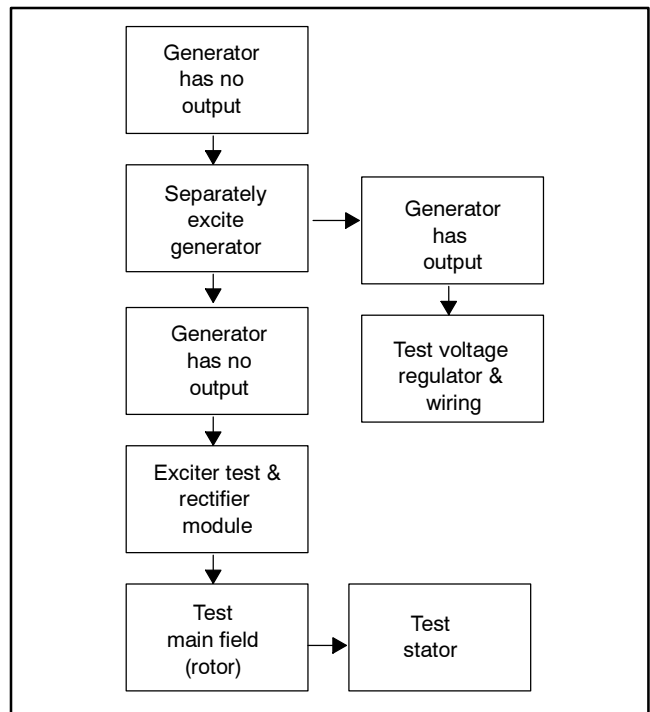 Generator
has no
output
Separately
excite
generator
Generator
has
output
Generator
has no
output
Test voltage
regulator &
wiring
Exciter test &
rectifier
module
Test
main field
(rotor)
Test
stator